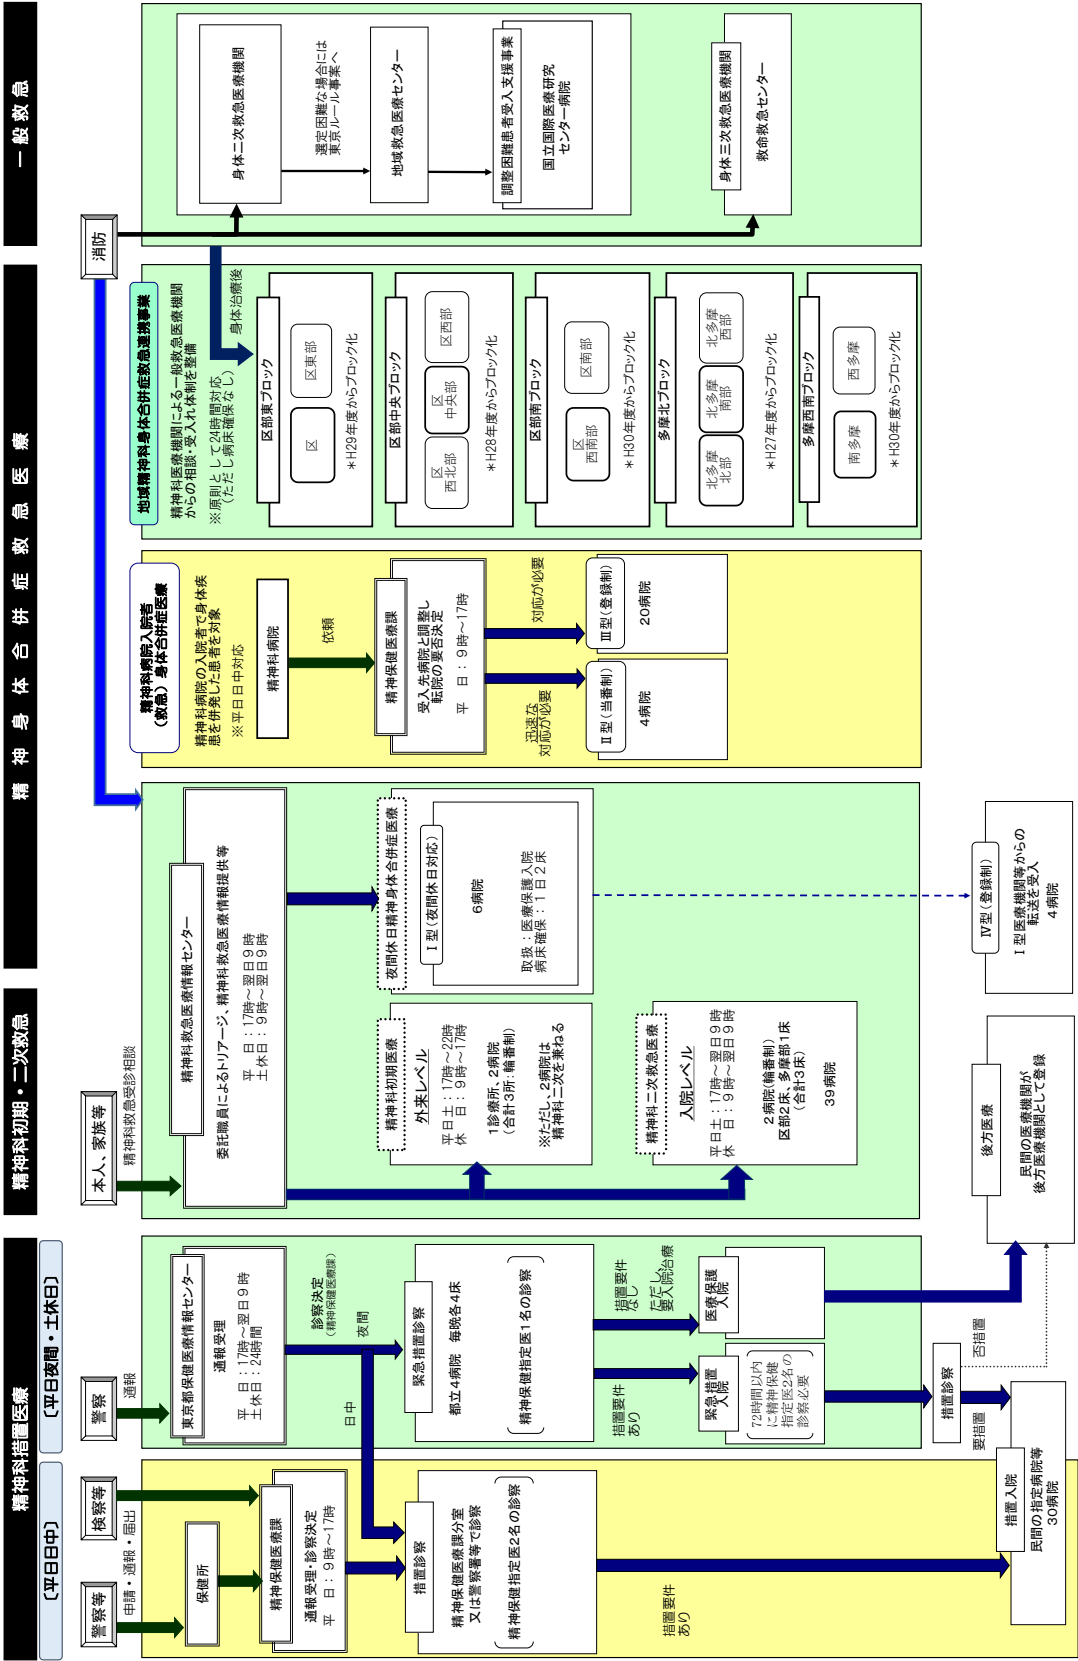 精神科措置医療
〔平日日中〕
〔平日夜間・土休日〕
警察等
検察等
申請・通報・届出
保健所
精神保健医療課
通報受理・診察決定
平　日：９時～17時
措置診察
精神保健医療課分室
又は警察署等で診察
精神保健指定医2名の診察
措置要件
あり
警察
通報
東京都保健医療情報センター
通報受理
平　日：17時～翌日９時
土休日：24時間
診察決定
（精神保健医療課）
日中
夜間
緊急措置診察
都立４病院　毎晩各４床
精神保健指定医1名の診察
措置要件
あり
措置要件
なし
ただし、
要入院治療
緊急措置
入院
72時間以内
に精神保健
指定医2名の
診察必要
医療保護
入院
措置診察
要措置
否措置
措置入院
民間の指定病院等
30病院
後方医療
民間の医療機関が
後方医療機関として登録
精神科初期・二次救急
本人、家族等
精神科救急受診相談
精神科救急医療情報センター
委託職員によるトリアージ、精神科救急医療情報提供等
平　日：17時～翌日９時
土休日：９時～翌日９時
精神科初期医療
外来レベル
平日土：17時～22時
休　日：９時～17時
1診療所、2病院
（合計3所：輪番制）
※ただし、2病院は
精神科二次を兼ねる
精神科二次救急医療
入院レベル
平日土：17時～翌日９時
休　日：９時～翌日９時
2病院（輪番制）
区部２床、多摩部１床
（合計３床）
39病院
精神身体合併症救急医療
夜間休日精神身体合併症医療
Ⅰ型（夜間休日対応）
６病院
取扱：医療保護入院
病床確保：１日２床
Ⅳ型（登録制）
Ⅰ型医療機関等からの
転送を受入
４病院
精神科病院入院者
（救急）身体合併症医療
精神科病院の入院者で身体疾
患を併発した患者を対象
※平日日中対応
精神科病院
依頼
精神保健医療課
受入先病院と調整し
転院の要否決定
平　日：９時～17時
迅速な
対応が必要
対応が必要
Ⅱ型（当番制）
４病院
Ⅲ型（登録制）
20病院
地域精神科身体合併症救急連携事業
精神科医療機関による一般救急医療機関
からの相談・受入れ体制を整備
※原則として24時間対応
（ただし病床確保なし）
身体治療後
区部東ブロック
区
区東部
＊H29年度からブロック化
区部中央ブロック
区
西北部
区
中央部
区西部
＊H28年度からブロック化
区部南ブロック
区
西南部
区南部
＊H30年度からブロック化
多摩北ブロック
北多摩
北部
北多摩
南部
北多摩
西部
＊H27年度からブロック化
多摩西南ブロック
南多摩
西多摩
＊H30年度からブロック化
一般救急
消防
身体二次救急医療機関
選定困難な場合には
東京ルール事案へ
地域救急医療センター
調整困難患者受入支援事業
国立国際医療研究
センター病院
身体三次救急医療機関
救命救急センター